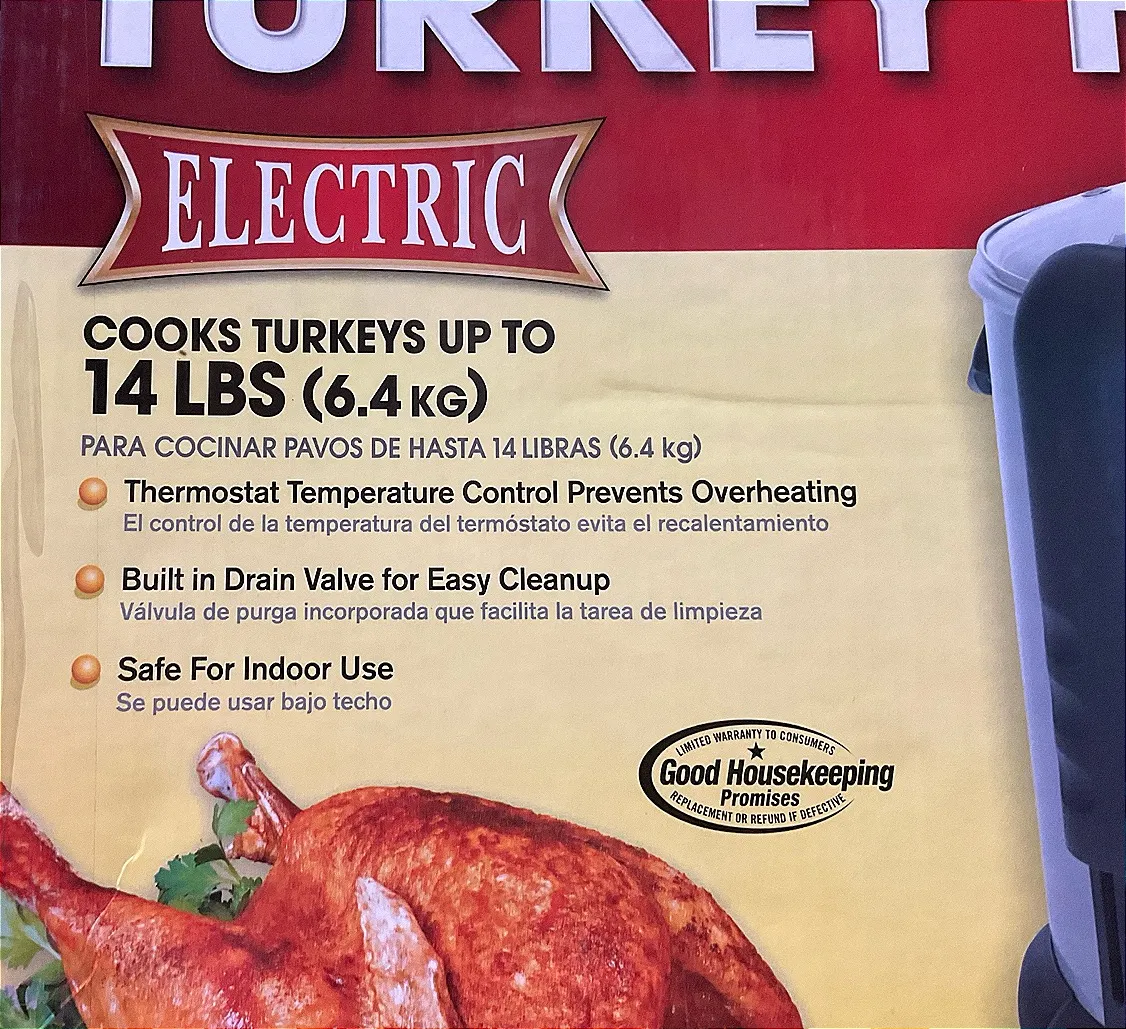 TURKEY
ELECTRIC
COOKS TURKEYS UP TO
14 LBS (6.4 KG)
PARA COCINAR PAVOS DE HASTA 14 LIBRAS (6.4 kg)
Thermostat Temperature Control Prevents Overheating
El control de la temperatura del termóstato evita el recalentamiento
Built in Drain Valve for Easy Cleanup
Válvula de purga incorporada que facilita la tarea de limpieza
Safe For Indoor Use
Se puede usar bajo techo
LIMITED WARRANTY TO CONSUMERS
Good Housekeeping
Promises
REPLACEMENT OR REFUND IF DEFECTIVE